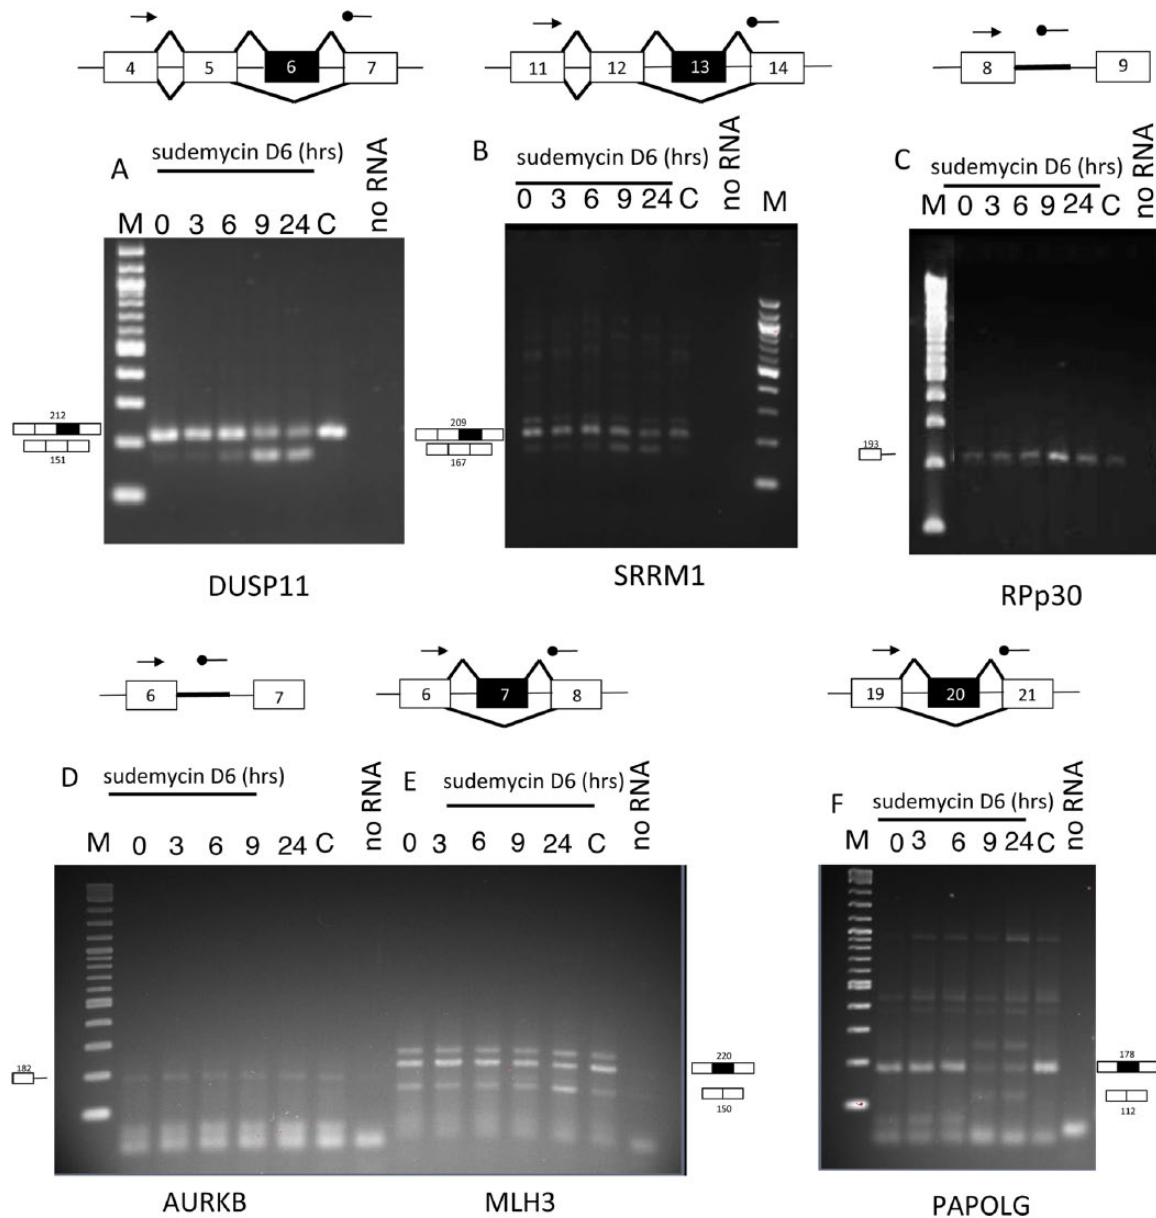 4 5 6 7
11 12 13 14
8 9
A
sudemycin D6 (hrs)
no RNA
M 0 3 6 9 24 C
B
sudemycin D6 (hrs)
no RNA
0 3 6 9 24 C M
C
sudemycin D6 (hrs)
no RNA
M 0 3 6 9 24 C
212
151
209
167
193
DUSP11
SRRM1
RPp30
6 7
6 7 8
19 20 21
D
sudemycin D6 (hrs)
no RNA
M 0 3 6 9 24 C
E
sudemycin D6 (hrs)
no RNA
0 3 6 9 24 C
F
sudemycin D6 (hrs)
no RNA
M 0 3 6 9 24 C
182
220
150
178
112
AURKB
MLH3
PAPOLG